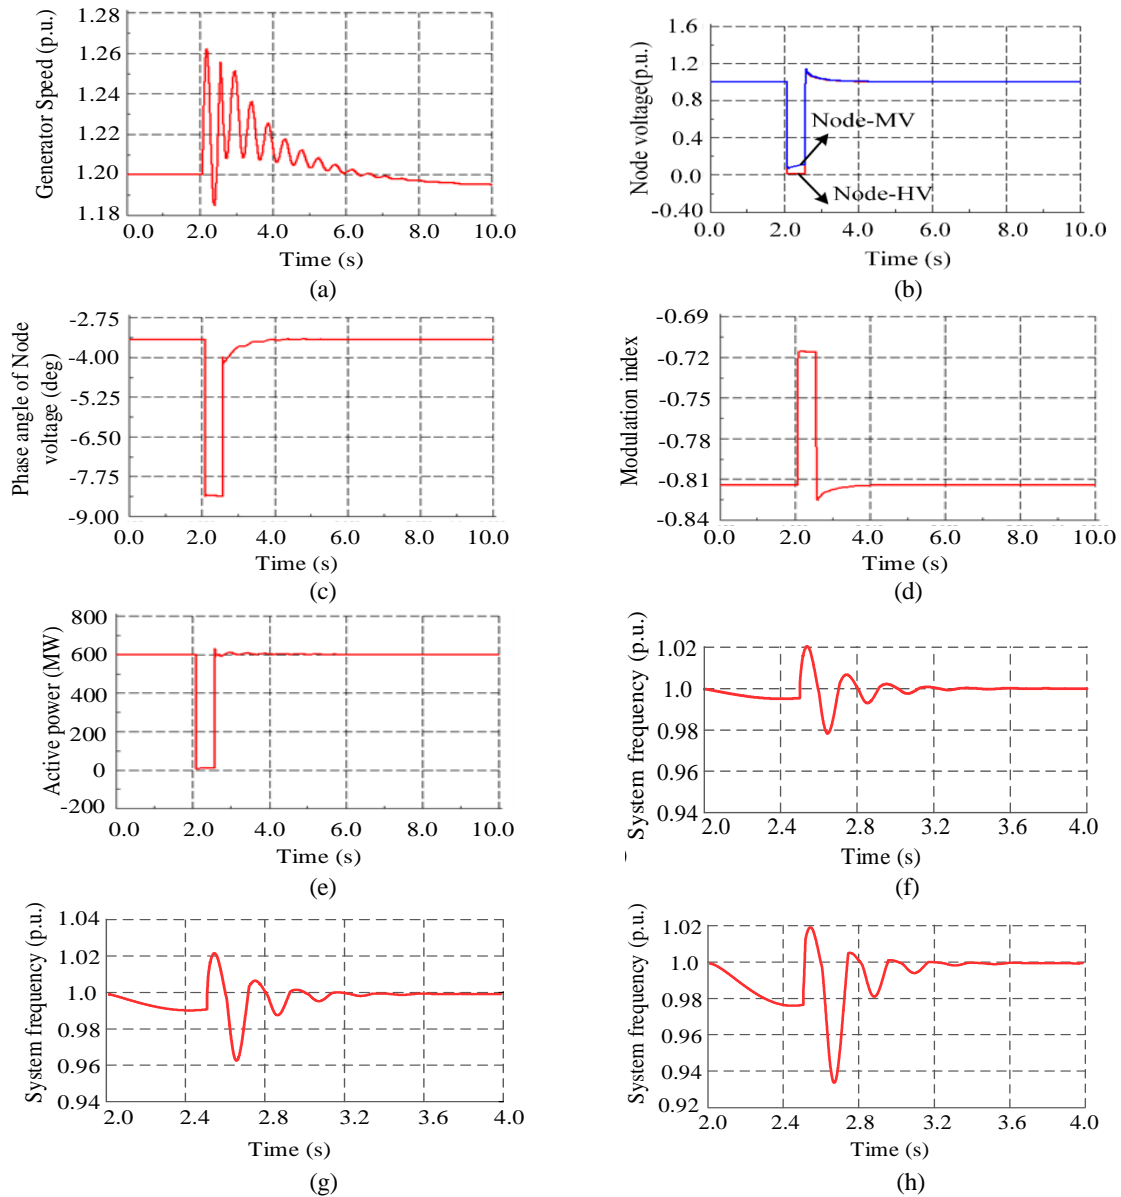 Generator Speed (p.u.)
1.28
1.26
1.24
1.22
1.20
1.18
0.0 2.0 4.0 6.0 8.0 10.0
Time (s)
(a)
Node voltage(p.u.)
1.6
1.2
0.8
0.4
0.0
-0.40
Node-MV
Node-HV
0.0 2.0 4.0 6.0 8.0 10.0
Time (s)
(b)
Phase angle of Node
voltage (deg)
-2.75
-4.00
-5.25
-6.50
-7.75
-9.00
0.0 2.0 4.0 6.0 8.0 10.0
Time (s)
(c)
Modulation index
-0.69
-0.72
-0.75
-0.78
-0.81
-0.84
0.0 2.0 4.0 6.0 8.0 10.0
Time (s)
(d)
Active power (MW)
800
600
400
200
0
-200
0.0 2.0 4.0 6.0 8.0 10.0
Time (s)
(e)
System frequency (p.u.)
1.02
1.0
0.98
0.96
0.94
2.0 2.4 2.8 3.2 3.6 4.0
Time (s)
(f)
System frequency (p.u.)
1.04
1.02
1.0
0.98
0.96
0.94
2.0 2.4 2.8 3.2 3.6 4.0
Time (s)
(g)
System frequency (p.u.)
1.02
1.0
0.98
0.96
0.94
0.92
2.0 2.4 2.8 3.2 3.6 4.0
Time (s)
(h)